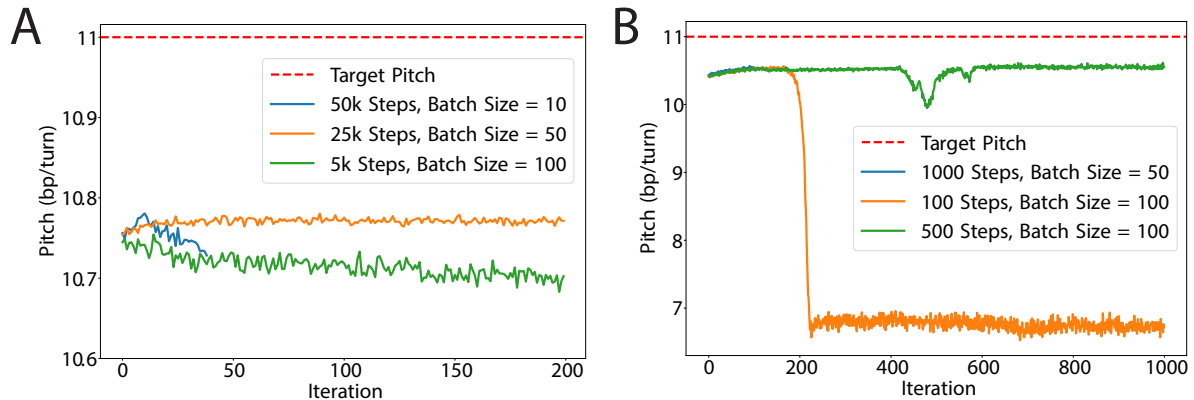 A
Pitch (bp/turn)
11
10.9
10.8
10.7
10.6
Target Pitch
50k Steps, Batch Size = 10
25k Steps, Batch Size = 50
5k Steps, Batch Size = 100
0 50 100 150 200
Iteration
B
Pitch (bp/turn)
11
10
9
8
7
Target Pitch
1000 Steps, Batch Size = 50
100 Steps, Batch Size = 100
500 Steps, Batch Size = 100
0 200 400 600 800 1000
Iteration